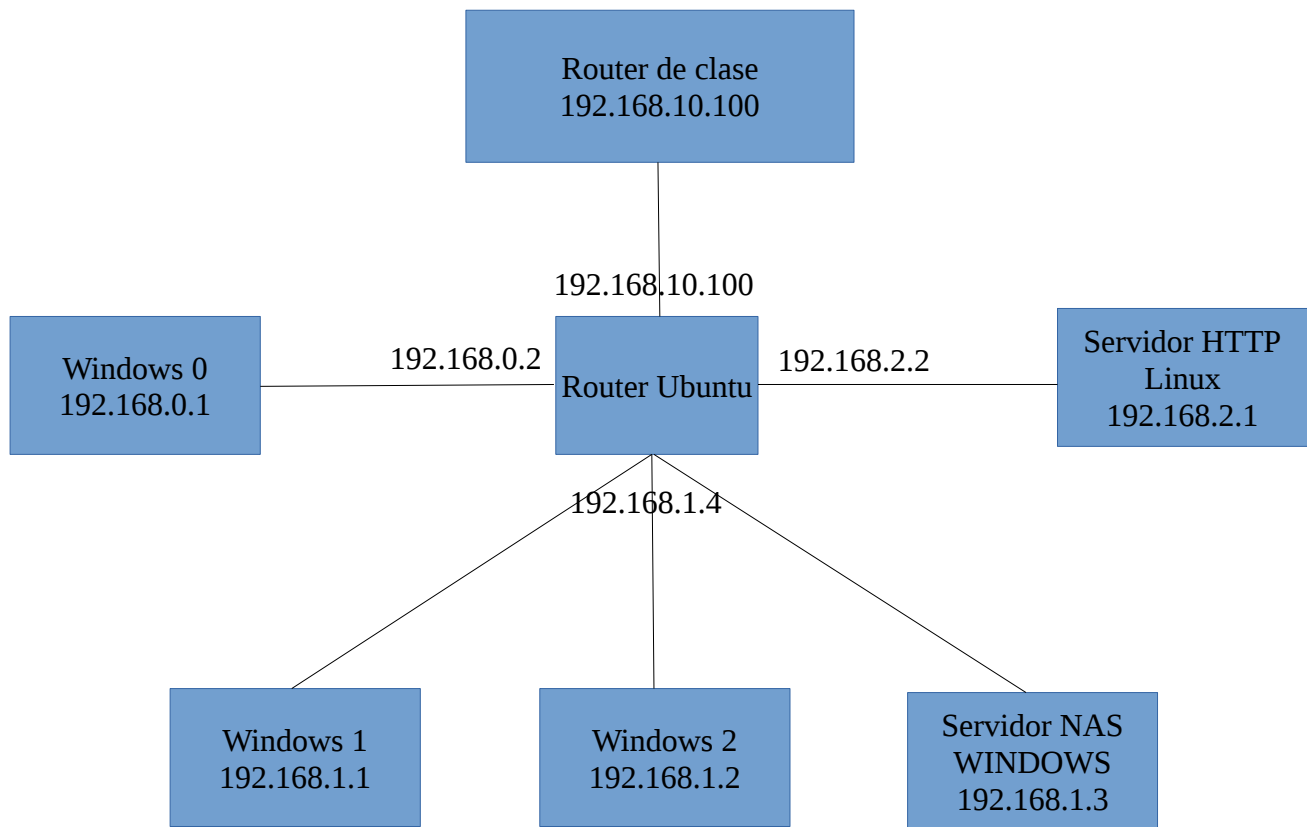 Router de clase
192.168.10.100
192.168.10.100
Windows 0
192.168.0.1
192.168.0.2
Router Ubuntu
192.168.2.2
Servidor HTTP
Linux
192.168.2.1
192.168.1.4
Windows 1
192.168.1.1
Windows 2
192.168.1.2
Servidor NAS
WINDOWS
192.168.1.3